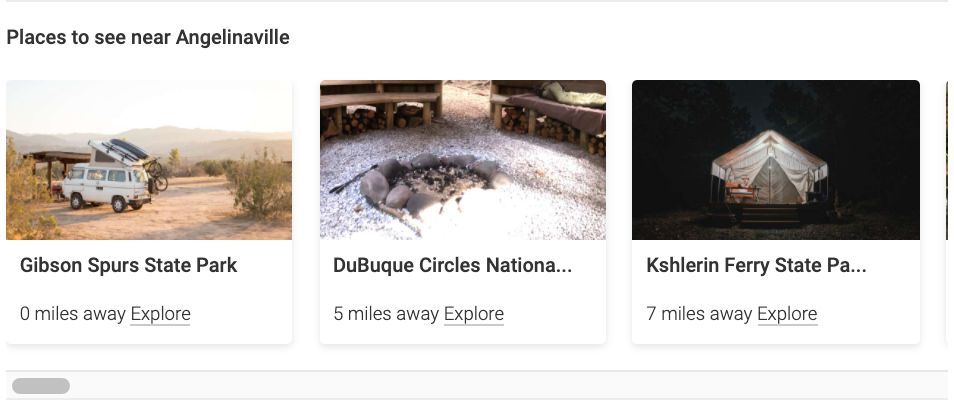 Places to see near Angelinaville
Gibson Spurs State Park
DuBuque Circles Nationa...
Kshlerin Ferry State Pa...
0 miles away Explore
5 miles away Explore
7 miles away Explore